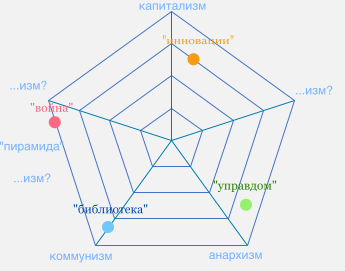 капитализм
"инновации"
...изм?
...изм?
"война"
"пирамида"
...изм?
"управдом"
"библиотека"
коммунизм
анархизм